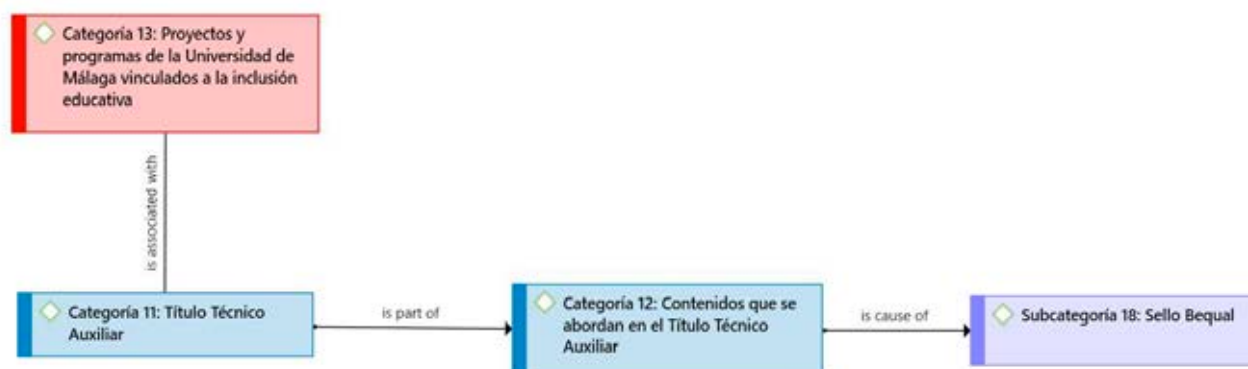 Categoría 13: Proyectos y
programas de la Universidad de
Málaga vinculados a la inclusión
educativa
is associated with
Categoría 11: Título Técnico
Auxiliar
is part of
Categoría 12: Contenidos que se
abordan en el Título Técnico
Auxiliar
is cause of
Subcategoría 18: Sello Bequal